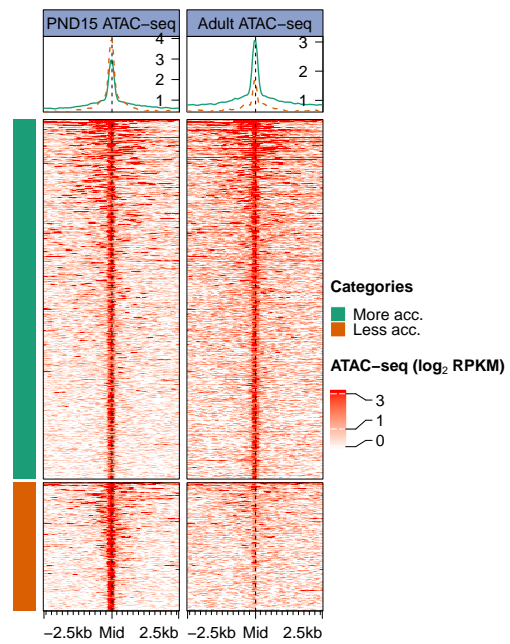 PND15 ATAC−seq
Adult ATAC−seq
4
3
2
1
3
2
1
Categories
More acc.
Less acc.
ATAC−seq (log₂ RPKM)
3
1
0
−2.5kb Mid 2.5kb
−2.5kb Mid 2.5kb